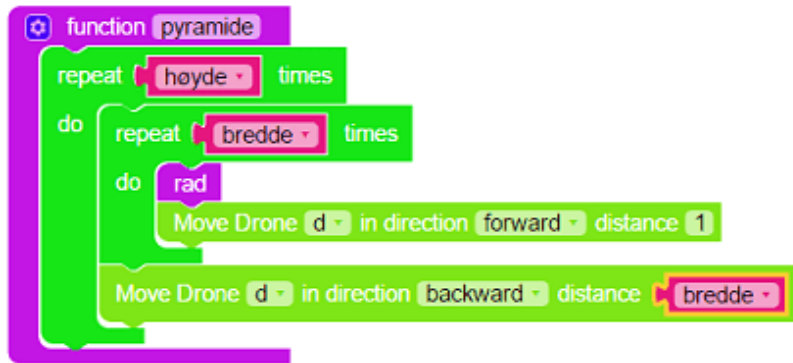 function pyramide
repeat høyde times
do repeat bredde times
do rad
Move Drone d in direction forward distance 1
Move Drone d in direction backward distance bredde